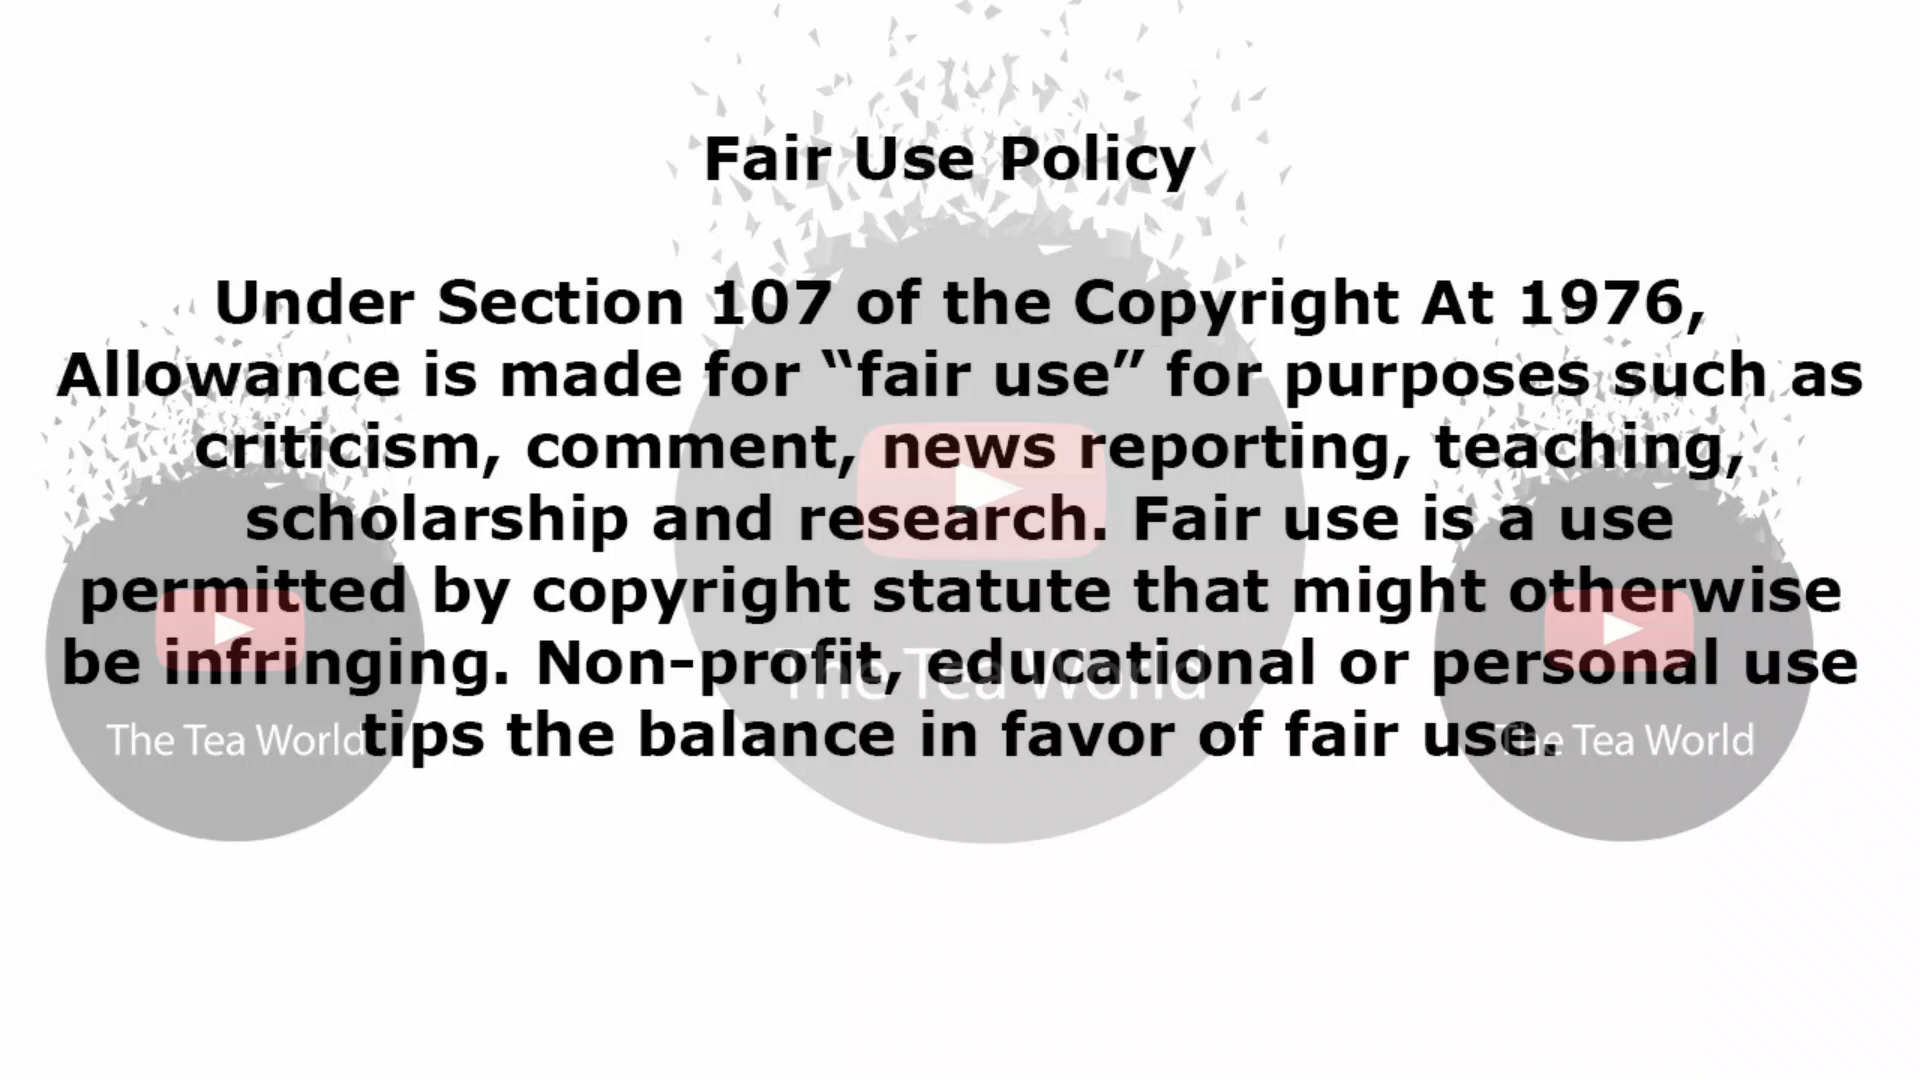 Fair Use Policy
Under Section 107 of the Copyright At 1976,
Allowance is made for “fair use” for purposes such as
criticism, comment, news reporting, teaching,
scholarship and research. Fair use is a use
permitted by copyright statute that might otherwise
be infringing. Non-profit, educational or personal use
tips the balance in favor of fair use.
The Tea World
The Tea World
The Tea World